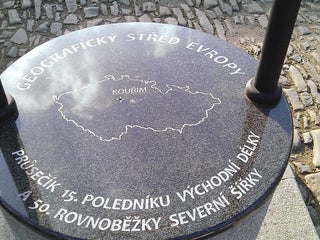 GEOGRAFICKÝ STŘED EVROPY
KOUŘIM
PRŮSEČÍK 15. POLEDNÍKU VÝCHODNÍ DÉLKY
A 50. ROVNOBĚŽKY SEVERNÍ ŠÍŘKY